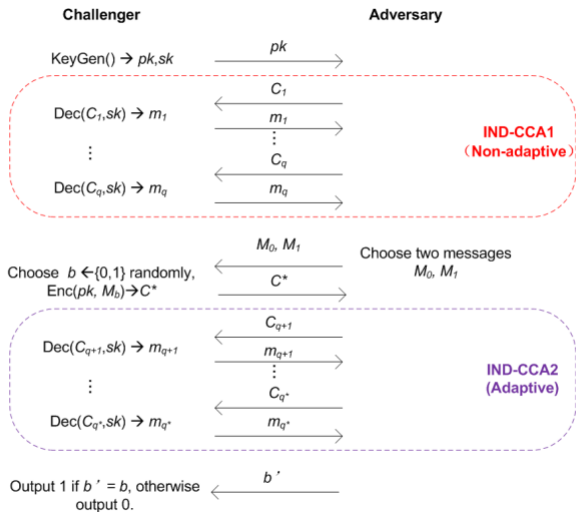 Challenger Adversary
KeyGen() → pk,sk pk
C1
Dec(C1,sk) → m1 m1
⋮ ⋮
IND-CCA1
(Non-adaptive)
Cq
Dec(Cq,sk) → mq mq
M0, M1
Choose two messages
M0, M1
Choose b ←{0,1} randomly,
Enc(pk, Mb)→C* C*
Cq+1
Dec(Cq+1,sk) → mq+1 mq+1
⋮ ⋮
IND-CCA2
(Adaptive)
Cq*
Dec(Cq*,sk) → mq* mq*
b ’
Output 1 if b ’ = b, otherwise
output 0.